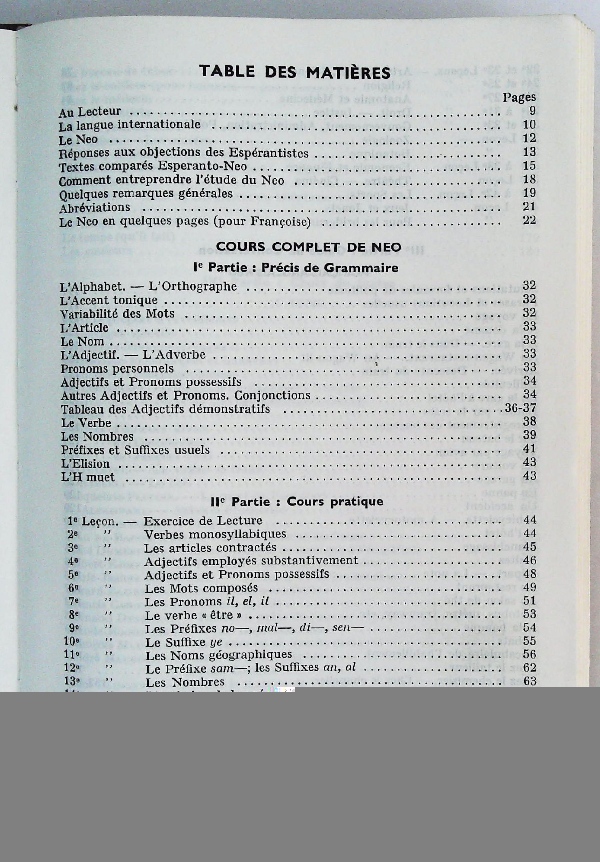 TABLE DES MATIÈRES
Pages
Au Lecteur ........ 9
La langue internationale ........ 10
Le Neo ........ 12
Réponses aux objections des Espérantistes ........ 13
Textes comparés Esperanto-Neo ........ 15
Comment entreprendre l'étude du Neo ........ 18
Quelques remarques générales ........ 19
Abréviations ........ 21
Le Neo en quelques pages (pour Françoise) ........ 22
COURS COMPLET DE NEO
Iᵉ Partie : Précis de Grammaire
L'Alphabet. — L'Orthographe ........ 32
L'Accent tonique ........ 32
Variabilité des Mots ........ 32
L'Article ........ 33
Le Nom ........ 33
L'Adjectif. — L'Adverbe ........ 33
Pronoms personnels ........ 33
Adjectifs et Pronoms possessifs ........ 34
Autres Adjectifs et Pronoms. Conjonctions ........ 34
Tableau des Adjectifs démonstratifs ........ 36-37
Le Verbe ........ 38
Les Nombres ........ 39
Préfixes et Suffixes usuels ........ 41
L'Elision ........ 43
L'H muet ........ 43
IIᵉ Partie : Cours pratique
1ᵉ Leçon. — Exercice de Lecture ........ 44
2ᵉ " Verbes monosyllabiques ........ 44
3ᵉ " Les articles contractés ........ 45
4ᵉ " Adjectifs employés substantivement ........ 46
5ᵉ " Adjectifs et Pronoms possessifs ........ 48
6ᵉ " Les Mots composés ........ 49
7ᵉ " Les Pronoms il, el, il ........ 51
8ᵉ " Le verbe « être » ........ 53
9ᵉ " Les Préfixes no—, mal—, di—, sen— ........ 54
10ᵉ " Le Suffixe ye ........ 55
11ᵉ " Les Noms géographiques ........ 56
12ᵉ " Le Préfixe sam—; les Suffixes an, al ........ 62
13ᵉ " Les Nombres ........ 63